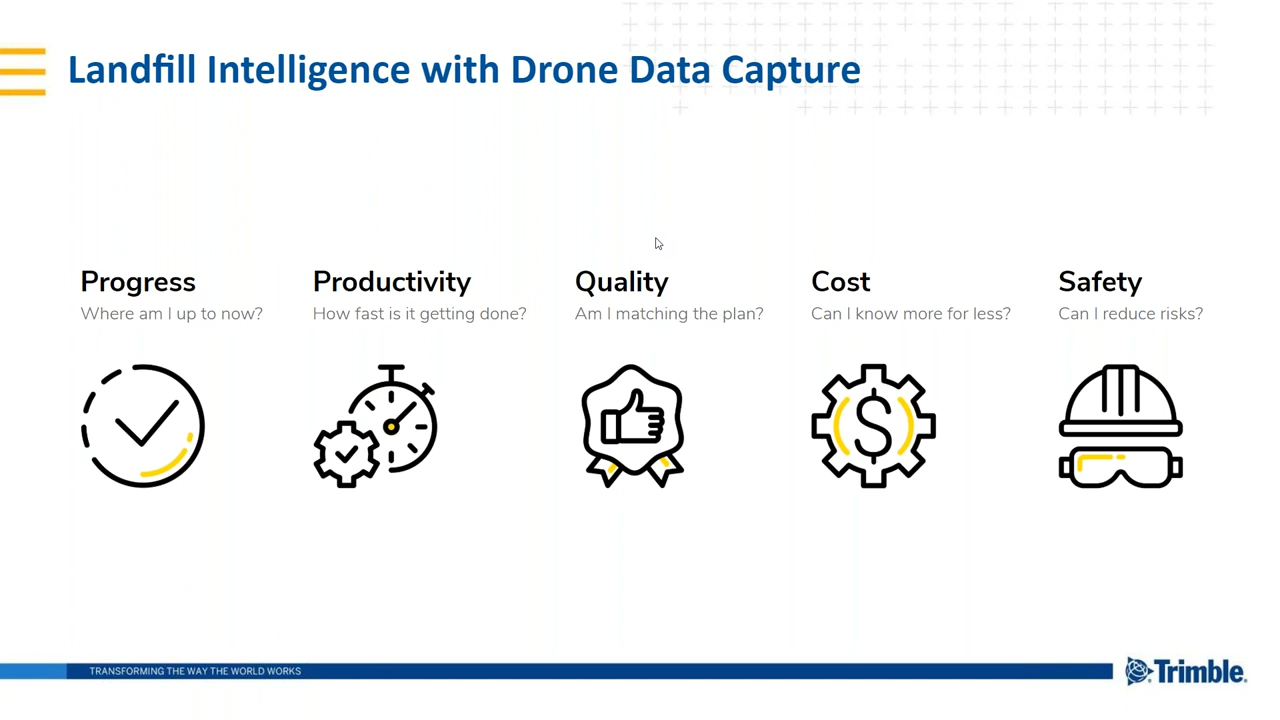 Landfill Intelligence with Drone Data Capture
Progress
Where am I up to now?
Productivity
How fast is it getting done?
Quality
Am I matching the plan?
Cost
Can I know more for less?
Safety
Can I reduce risks?
$
TRANSFORMING THE WAY THE WORLD WORKS
Trimble.